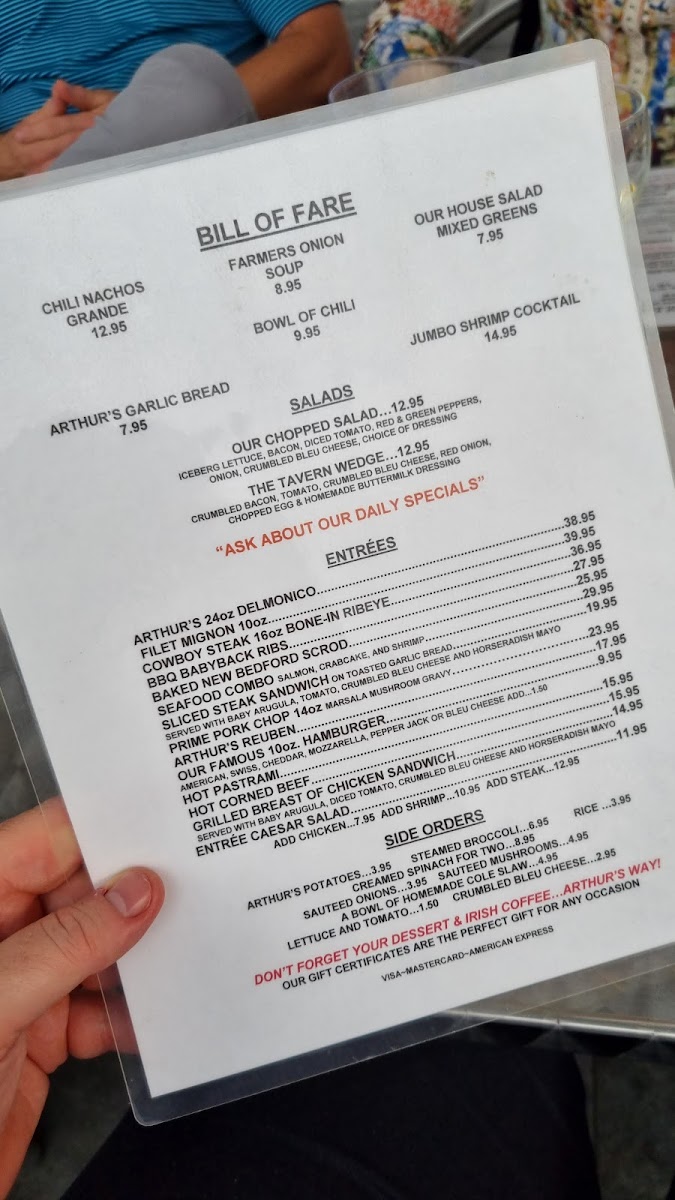 BILL OF FARE
CHILI NACHOS
GRANDE
12.95
FARMERS ONION
SOUP
8.95
OUR HOUSE SALAD
MIXED GREENS
7.95
BOWL OF CHILI
9.95
JUMBO SHRIMP COCKTAIL
14.95
ARTHUR'S GARLIC BREAD
7.95
SALADS
OUR CHOPPED SALAD...12.95
ICEBERG LETTUCE, BACON, DICED TOMATO, RED & GREEN PEPPERS,
ONION, CRUMBLED BLEU CHEESE, CHOICE OF DRESSING
THE TAVERN WEDGE...12.95
CRUMBLED BACON, TOMATO, CRUMBLED BLEU CHEESE, RED ONION,
CHOPPED EGG & HOMEMADE BUTTERMILK DRESSING
"ASK ABOUT OUR DAILY SPECIALS"
ENTRÉES
ARTHUR'S 24oz DELMONICO...38.95
FILET MIGNON 10oz...39.95
COWBOY STEAK 16oz BONE-IN RIBEYE...36.95
BBQ BABYBACK RIBS...27.95
BAKED NEW BEDFORD SCROD...25.95
SEAFOOD COMBO SALMON, CRABCAKE, AND SHRIMP...29.95
SLICED STEAK SANDWICH ON TOASTED GARLIC BREAD...19.95
SERVED WITH BABY ARUGULA, TOMATO, CRUMBLED BLEU CHEESE AND HORSERADISH MAYO
PRIME PORK CHOP 14oz MARSALA MUSHROOM GRAVY...23.95
ARTHUR'S REUBEN...17.95
OUR FAMOUS 10oz. HAMBURGER...9.95
AMERICAN, SWISS, CHEDDAR, MOZZARELLA, PEPPER JACK OR BLEU CHEESE ADD...1.50
HOT PASTRAMI...15.95
HOT CORNED BEEF...15.95
GRILLED BREAST OF CHICKEN SANDWICH...14.95
SERVED WITH BABY ARUGULA, DICED TOMATO, CRUMBLED BLEU CHEESE AND HORSERADISH MAYO
ENTRÉE CAESAR SALAD...11.95
ADD CHICKEN...7.95 ADD SHRIMP...10.95 ADD STEAK...12.95
SIDE ORDERS
ARTHUR'S POTATOES...3.95 STEAMED BROCCOLI...6.95 RICE ...3.95
CREAMED SPINACH FOR TWO...8.95
SAUTEED ONIONS...3.95 SAUTEED MUSHROOMS...4.95
A BOWL OF HOMEMADE COLE SLAW...4.95
LETTUCE AND TOMATO...1.50 CRUMBLED BLEU CHEESE...2.95
DON'T FORGET YOUR DESSERT & IRISH COFFEE...ARTHUR'S WAY!
OUR GIFT CERTIFICATES ARE THE PERFECT GIFT FOR ANY OCCASION
VISA~MASTERCARD~AMERICAN EXPRESS